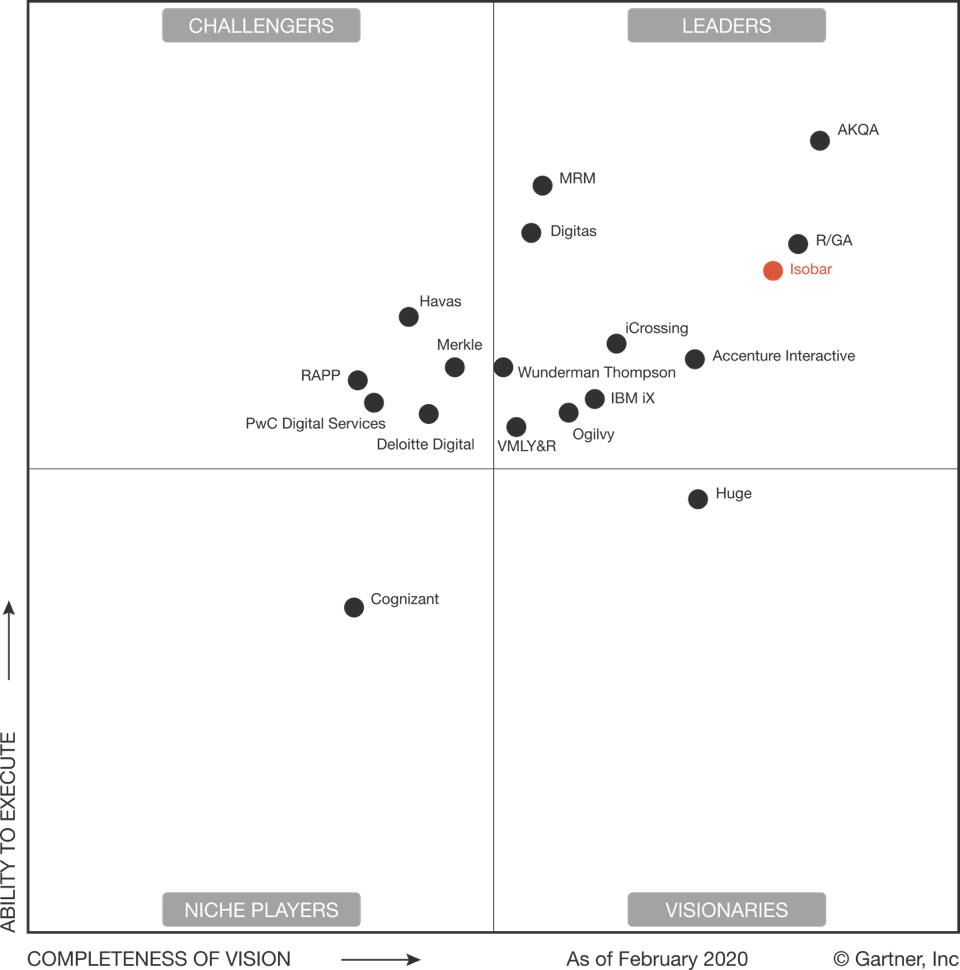 CHALLENGERS
LEADERS
AKQA
MRM
Digitas
R/GA
Isobar
Havas
iCrossing
Merkle
Accenture Interactive
RAPP
Wunderman Thompson
IBM iX
PwC Digital Services
Ogilvy
Deloitte Digital
VMLY&R
Huge
Cognizant
ABILITY TO EXECUTE
NICHE PLAYERS
VISIONARIES
COMPLETENESS OF VISION
As of February 2020
© Gartner, Inc